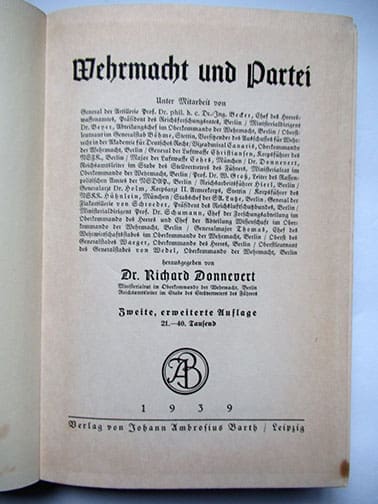 Wehrmacht und Partei
Unter Mitarbeit von
General der Artillerie Prof. Dr. phil. h. c. Dr.-Ing. Becker, Chef des Heeres-
waffenamtes, Präsident des Reichsforschungsrates, Berlin / Ministerialdirigent
Dr. Beyer, Abteilungschef im Oberkommando der Wehrmacht, Berlin / Oberst-
leutnant im Generalstab Böhme, Stettin, Vorsitzender des Ausschusses für Wehr-
recht in der Akademie für Deutsches Recht / Vizeadmiral Canaris, Oberkommando
der Wehrmacht, Berlin / General der Luftwaffe Christiansen, Korpsführer des
NSFK., Berlin / Major der Luftwaffe Cohrs, München / Dr. Donnevert,
Reichsamtsleiter im Stabe des Stellvertreters des Führers, Ministerialrat im
Oberkommando der Wehrmacht, Berlin / Prof. Dr. W. Groß, Leiter des Rassen-
politischen Amtes der NSDAP., Berlin / Reichsarbeitsführer Hierl, Berlin /
Generalarzt Dr. Holm, Korpsarzt II. Armeekorps, Stettin / Korpsführer des
NSKK. Hühnlein, München / Stabschef der SA. Lutze, Berlin / General der
Flakartillerie von Schroeder, Präsident des Reichsluftschutzbundes, Berlin /
Ministerialdirigent Prof. Dr. Schumann, Chef der Forschungsabteilung im
Oberkommando des Heeres und Chef der Abteilung Wissenschaft im Ober-
kommando der Wehrmacht, Berlin / Generalmajor Thomas, Chef des
Wehrwirtschaftsstabes im Oberkommando der Wehrmacht, Berlin / Oberst des
Generalstabes Waeger, Oberkommando des Heeres, Berlin / Oberstleutnant
des Generalstabes von Wedel, Oberkommando der Wehrmacht, Berlin
herausgegeben von
Dr. Richard Donnevert
Ministerialrat im Oberkommando der Wehrmacht, Berlin
Reichsamtsleiter im Stabe des Stellvertreters des Führers
Zweite, erweiterte Auflage
21.—40. Tausend
JAB
1939
Verlag von Johann Ambrosius Barth / Leipzig